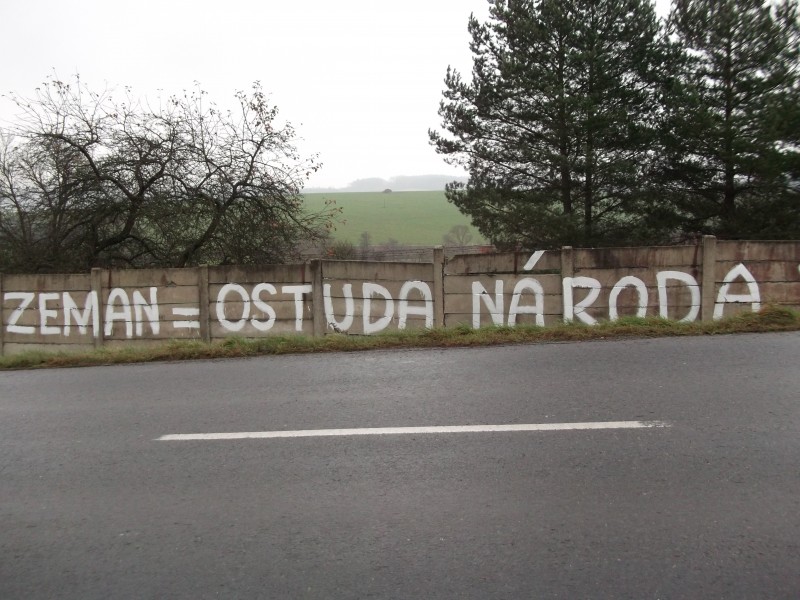 ZEMAN = OSTUDA NÁRODA